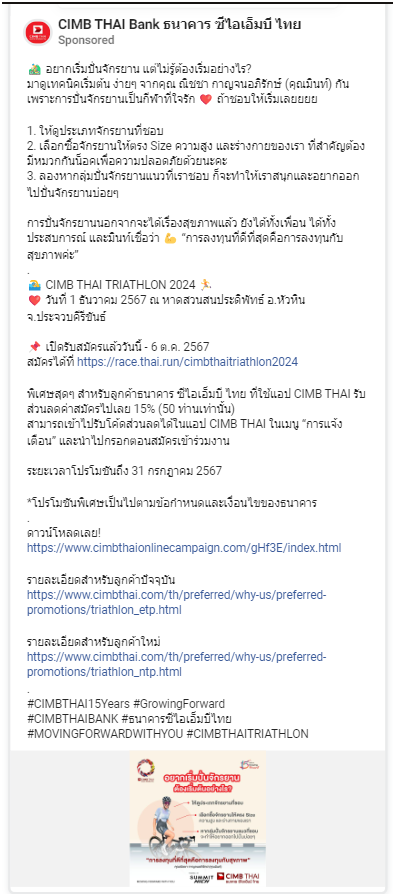 CIMB THAI Bank ธนาคาร ซีไอเอ็มบี ไทย
Sponsored
🚵 อยากเริ่มปั่นจักรยาน แต่ไม่รู้ต้องเริ่มอย่างไร?
มาดูเทคนิคเริ่มต้น ง่ายๆ จากคุณ ณิชชา กาญจนอภิรักษ์ (คุณมินท์) กัน
เพราะการปั่นจักรยานเป็นกีฬาที่ใจรัก ❤️ ถ้าชอบให้เริ่มเลยยยย
1. ให้ดูประเภทจักรยานที่ชอบ
2. เลือกซื้อจักรยานให้ตรง Size ความสูง และร่างกายของเรา ที่สำคัญต้อง
มีหมวกกันน็อคเพื่อความปลอดภัยด้วยนะคะ
3. ลองหากลุ่มปั่นจักรยานแนวที่เราชอบ ก็จะทำให้เราสนุกและอยากออก
ไปปั่นจักรยานบ่อยๆ
การปั่นจักรยานนอกจากจะได้เรื่องสุขภาพแล้ว ยังได้ทั้งเพื่อน ได้ทั้ง
ประสบการณ์ และมินท์เชื่อว่า 💪 “การลงทุนที่ดีที่สุดคือการลงทุนกับ
สุขภาพค่ะ”
.
🏊 CIMB THAI TRIATHLON 2024 🏃
❤️ วันที่ 1 ธันวาคม 2567 ณ หาดสวนสนประดิพัทธ์ อ.หัวหิน
จ.ประจวบคีรีขันธ์
📌 เปิดรับสมัครแล้ววันนี้ - 6 ต.ค. 2567
สมัครได้ที่ https://race.thai.run/cimbthaitriathlon2024
พิเศษสุดๆ สำหรับลูกค้าธนาคาร ซีไอเอ็มบี ไทย ที่ใช้แอป CIMB THAI รับ
ส่วนลดค่าสมัครไปเลย 15% (50 ท่านเท่านั้น)
สามารถเข้าไปรับโค้ดส่วนลดได้ในแอป CIMB THAI ในเมนู “การแจ้ง
เตือน” และนำไปกรอกตอนสมัครเข้าร่วมงาน
ระยะเวลาโปรโมชันถึง 31 กรกฎาคม 2567
*โปรโมชันพิเศษเป็นไปตามข้อกำหนดและเงื่อนไขของธนาคาร
.
ดาวน์โหลดเลย!
https://www.cimbthaionlinecampaign.com/gHf3E/index.html
รายละเอียดสำหรับลูกค้าปัจจุบัน
https://www.cimbthai.com/th/preferred/why-us/preferred-
promotions/triathlon_etp.html
รายละเอียดสำหรับลูกค้าใหม่
https://www.cimbthai.com/th/preferred/why-us/preferred-
promotions/triathlon_ntp.html
.
#CIMBTHAI15Years #GrowingForward
#CIMBTHAIBANK #ธนาคารซีไอเอ็มบีไทย
#MOVINGFORWARDWITHYOU #CIMBTHAITRIATHLON
อยากเริ่มปั่นจักรยาน
ต้องเริ่มต้นอย่างไร?
ให้ดูประเภทจักรยานที่ชอบ
เลือกซื้อจักรยานให้ตรง Size
"การลงทุนที่ดีที่สุดคือการลงทุนกับสุขภาพ"
SUMMIT
CIMB THAI